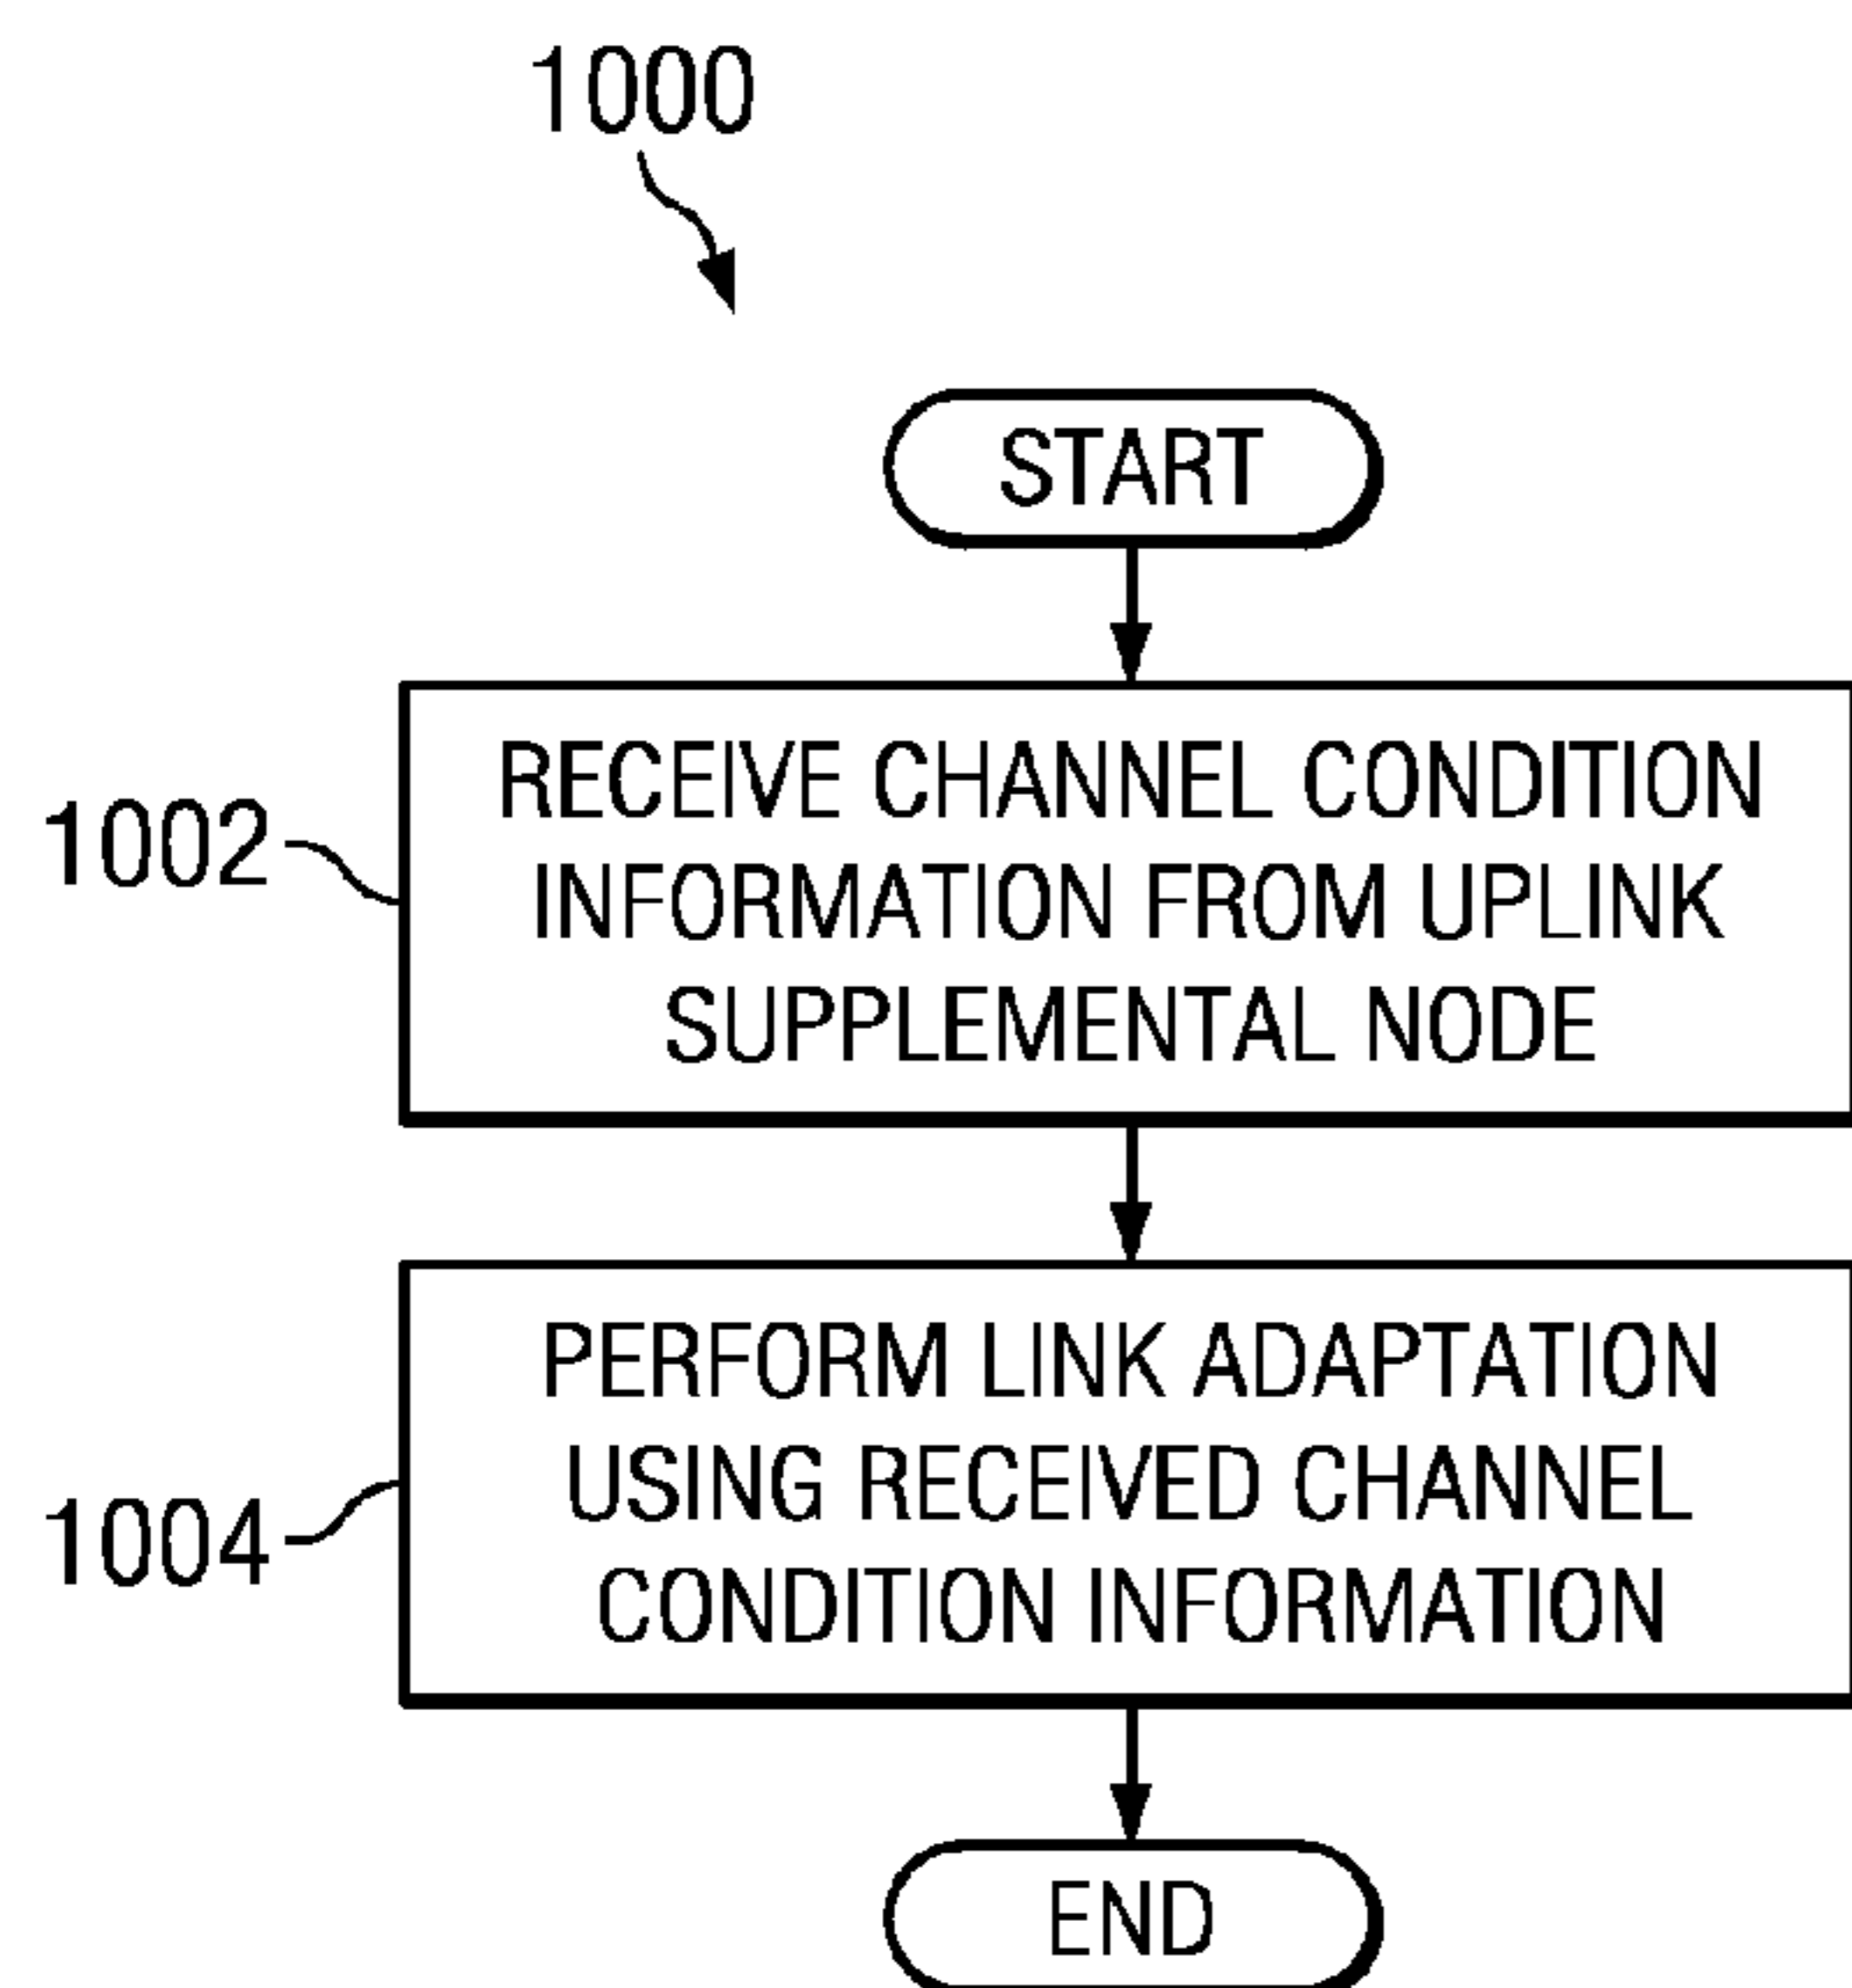 1000
START
1002
RECEIVE CHANNEL CONDITION
INFORMATION FROM UPLINK
SUPPLEMENTAL NODE
1004
PERFORM LINK ADAPTATION
USING RECEIVED CHANNEL
CONDITION INFORMATION
END